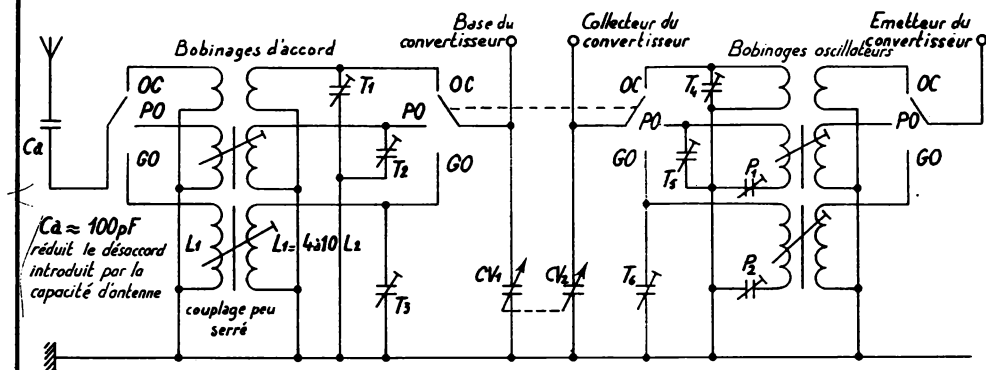 Base du
convertisseur
Collecteur du
convertisseur
Emetteur du
convertisseur
Bobinages d'accord
Bobinages oscillateurs
OC
T1
OC
OC
T4
OC
Ca
PO
PO
PO
PO
GO
T2
GO
GO
T5
P1
GO
Ca ≈ 100pF
réduit le désaccord
introduit par la
capacité d'antenne
L1
L1 = 4 à 10 L2
couplage peu
serré
T3
CV1
CV2
T6
P2